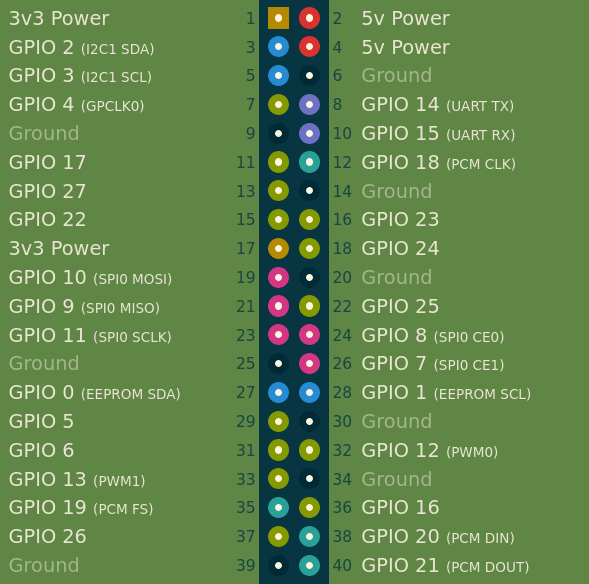 3v3 Power 1 2 5v Power
GPIO 2 (I2C1 SDA) 3 4 5v Power
GPIO 3 (I2C1 SCL) 5 6 Ground
GPIO 4 (GPCLK0) 7 8 GPIO 14 (UART TX)
Ground 9 10 GPIO 15 (UART RX)
GPIO 17 11 12 GPIO 18 (PCM CLK)
GPIO 27 13 14 Ground
GPIO 22 15 16 GPIO 23
3v3 Power 17 18 GPIO 24
GPIO 10 (SPI0 MOSI) 19 20 Ground
GPIO 9 (SPI0 MISO) 21 22 GPIO 25
GPIO 11 (SPI0 SCLK) 23 24 GPIO 8 (SPI0 CE0)
Ground 25 26 GPIO 7 (SPI0 CE1)
GPIO 0 (EEPROM SDA) 27 28 GPIO 1 (EEPROM SCL)
GPIO 5 29 30 Ground
GPIO 6 31 32 GPIO 12 (PWM0)
GPIO 13 (PWM1) 33 34 Ground
GPIO 19 (PCM FS) 35 36 GPIO 16
GPIO 26 37 38 GPIO 20 (PCM DIN)
Ground 39 40 GPIO 21 (PCM DOUT)